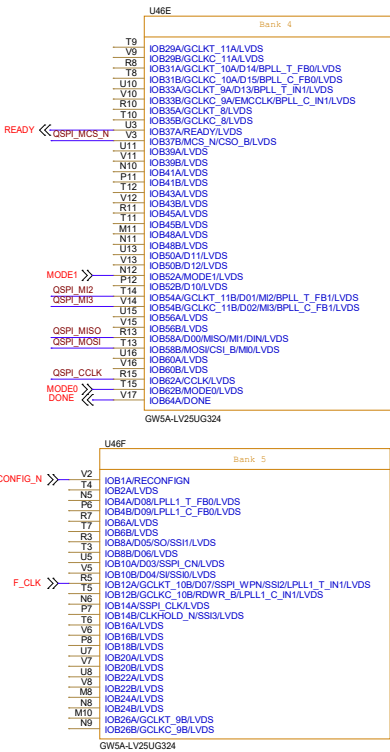 U46E
Bank 4
T9 IOB29A/GCLKT_11A/LVDS
V9 IOB29B/GCLKC_11A/LVDS
R8 IOB31A/GCLKT_10A/D14/BPLL_T_FB0/LVDS
T8 IOB31B/GCLKC_10A/D15/BPLL_C_FB0/LVDS
U10 IOB33A/GCLKT_9A/D13/BPLL_T_IN1/LVDS
V10 IOB33B/GCLKC_9A/EMCCLK/BPLL_C_IN1/LVDS
R10 IOB35A/GCLKT_8/LVDS
T10 IOB35B/GCLKC_8/LVDS
READY U3 IOB37A/READY/LVDS
QSPI_MCS_N V3 IOB37B/MCS_N/CSO_B/LVDS
U11 IOB39A/LVDS
V11 IOB39B/LVDS
N10 IOB41A/LVDS
P11 IOB41B/LVDS
T12 IOB43A/LVDS
V12 IOB43B/LVDS
R11 IOB45A/LVDS
T11 IOB45B/LVDS
M11 IOB48A/LVDS
N11 IOB48B/LVDS
U13 IOB50A/D11/LVDS
V13 IOB50B/D12/LVDS
MODE1 N12 IOB52A/MODE1/LVDS
P12 IOB52B/D10/LVDS
QSPI_MI2 T14 IOB54A/GCLKT_11B/D01/MI2/BPLL_T_FB1/LVDS
QSPI_MI3 V14 IOB54B/GCLKC_11B/D02/MI3/BPLL_C_FB1/LVDS
U15 IOB56A/LVDS
V15 IOB56B/LVDS
QSPI_MISO R13 IOB58A/D00/MISO/MI1/DIN/LVDS
QSPI_MOSI T13 IOB58B/MOSI/CSI_B/MI0/LVDS
U16 IOB60A/LVDS
V16 IOB60B/LVDS
QSPI_CCLK R15 IOB62A/CCLK/LVDS
MODE0 T15 IOB62B/MODE0/LVDS
DONE V17 IOB64A/DONE
GW5A-LV25UG324
U46F
Bank 5
CONFIG_N V2 IOB1A/RECONFIGN
T4 IOB2A/LVDS
N5 IOB4A/D08/LPLL1_T_FB0/LVDS
P6 IOB4B/D09/LPLL1_C_FB0/LVDS
R7 IOB6A/LVDS
T7 IOB6B/LVDS
R3 IOB8A/D05/SO/SSI1/LVDS
T3 IOB8B/D06/LVDS
U5 IOB10A/D03/SSPI_CN/LVDS
V5 IOB10B/D04/SI/SSI0/LVDS
F_CLK R5 IOB12A/GCLKT_10B/D07/SSPI_WPN/SSI2/LPLL1_T_IN1/LVDS
T5 IOB12B/GCLKC_10B/RDWR_B/LPLL1_C_IN1/LVDS
N6 IOB14A/SSPI_CLK/LVDS
P7 IOB14B/CLKHOLD_N/SSI3/LVDS
T6 IOB16A/LVDS
V6 IOB16B/LVDS
P8 IOB18B/LVDS
U7 IOB20A/LVDS
V7 IOB20B/LVDS
U8 IOB22A/LVDS
V8 IOB22B/LVDS
M8 IOB24A/LVDS
N8 IOB24B/LVDS
M10 IOB26A/GCLKT_9B/LVDS
N9 IOB26B/GCLKC_9B/LVDS
GW5A-LV25UG324